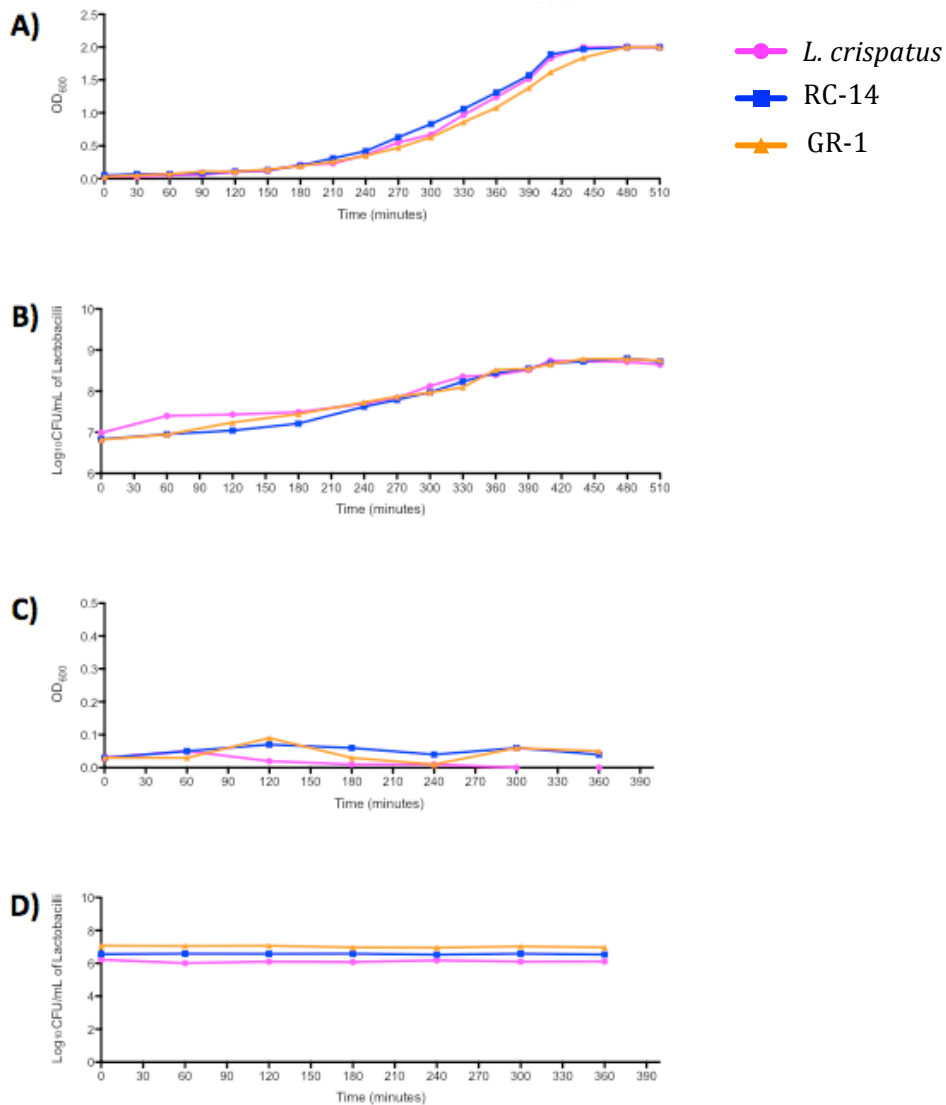 A)
2.5
2.0
1.5
1.0
0.5
0.0
OD600
0 30 60 90 120 150 180 210 240 270 300 330 360 390 420 450 480 510
Time (minutes)
L. crispatus
RC-14
GR-1
B)
10
9
8
7
6
Log10CFU/mL of Lactobacilli
0 30 60 90 120 150 180 210 240 270 300 330 360 390 420 450 480 510
Time (minutes)
C)
0.5
0.4
0.3
0.2
0.1
0.0
OD600
0 30 60 90 120 150 180 210 240 270 300 330 360 390
Time (minutes)
D)
10
8
6
4
2
0
Log10CFU/mL of Lactobacilli
0 30 60 90 120 150 180 210 240 270 300 330 360 390
Time (minutes)